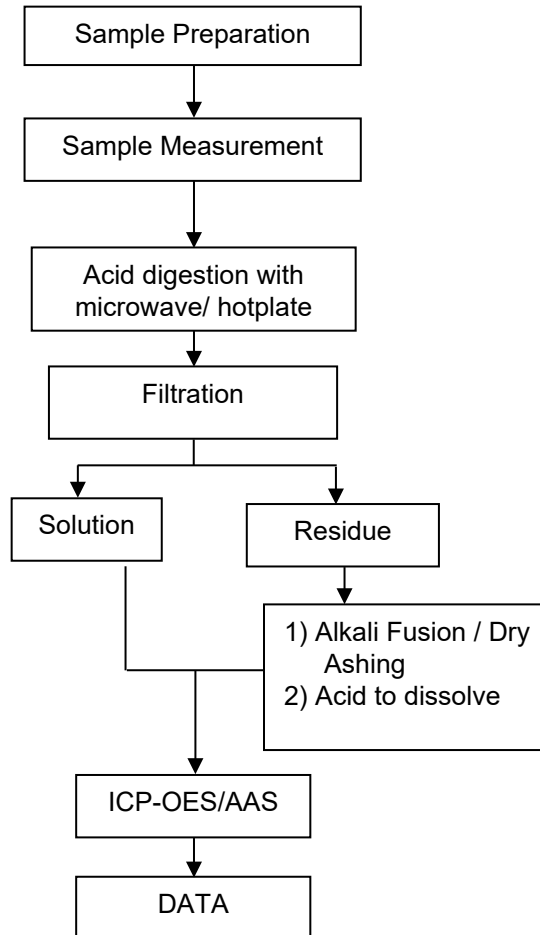 Sample Preparation
Sample Measurement
Acid digestion with
microwave/ hotplate
Filtration
Solution
Residue
1) Alkali Fusion / Dry
Ashing
2) Acid to dissolve
ICP-OES/AAS
DATA